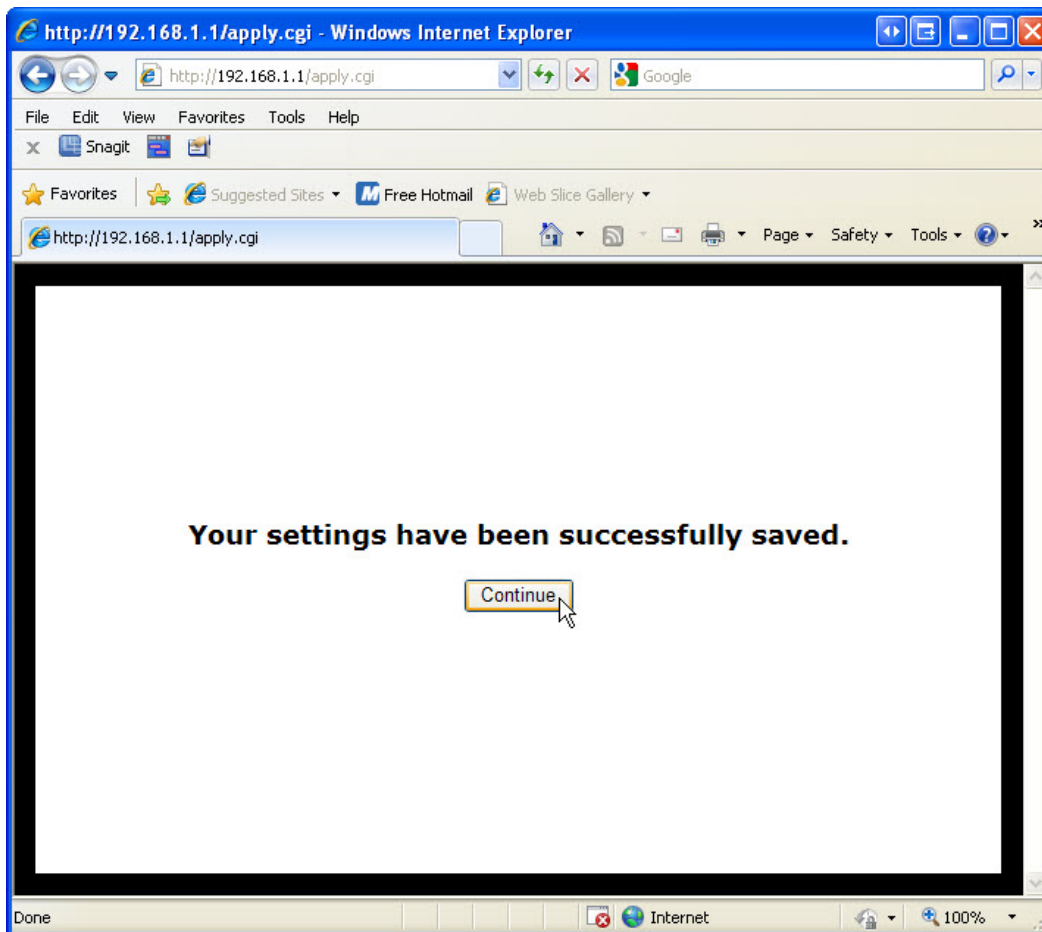 http://192.168.1.1/apply.cgi - Windows Internet Explorer
http://192.168.1.1/apply.cgi Google
File Edit View Favorites Tools Help
x Snagit
Favorites Suggested Sites Free Hotmail Web Slice Gallery
http://192.168.1.1/apply.cgi Page Safety Tools
Your settings have been successfully saved.
Continue
Done Internet 100%